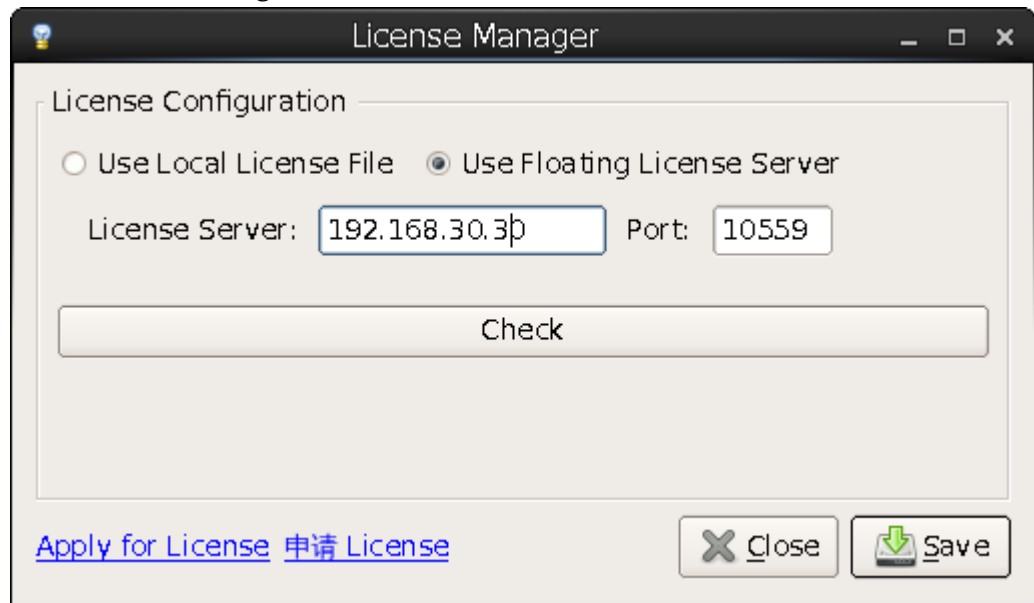 License Manager
License Configuration
Use Local License File Use Floating License Server
License Server: 192.168.30.30 Port: 10559
Check
Apply for License 申请 License Close Save